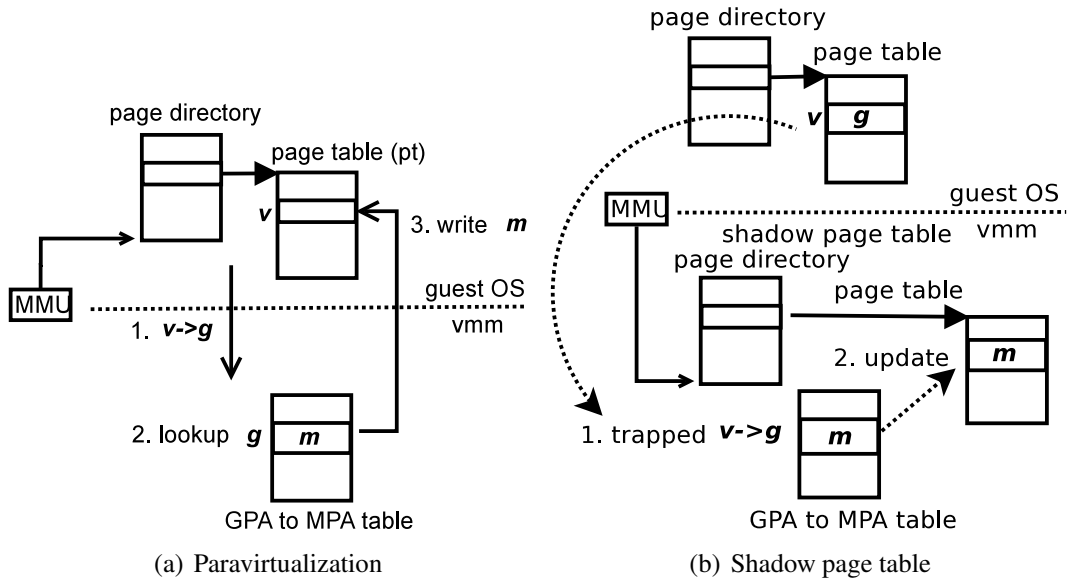 page directory
page table (pt)
v
3. write m
MMU
guest OS
vmm
1. v->g
2. lookup g m
GPA to MPA table
(a) Paravirtualization
page directory
page table
v g
MMU
guest OS
vmm
shadow page table
page directory
page table
m
2. update
1. trapped v->g m
GPA to MPA table
(b) Shadow page table